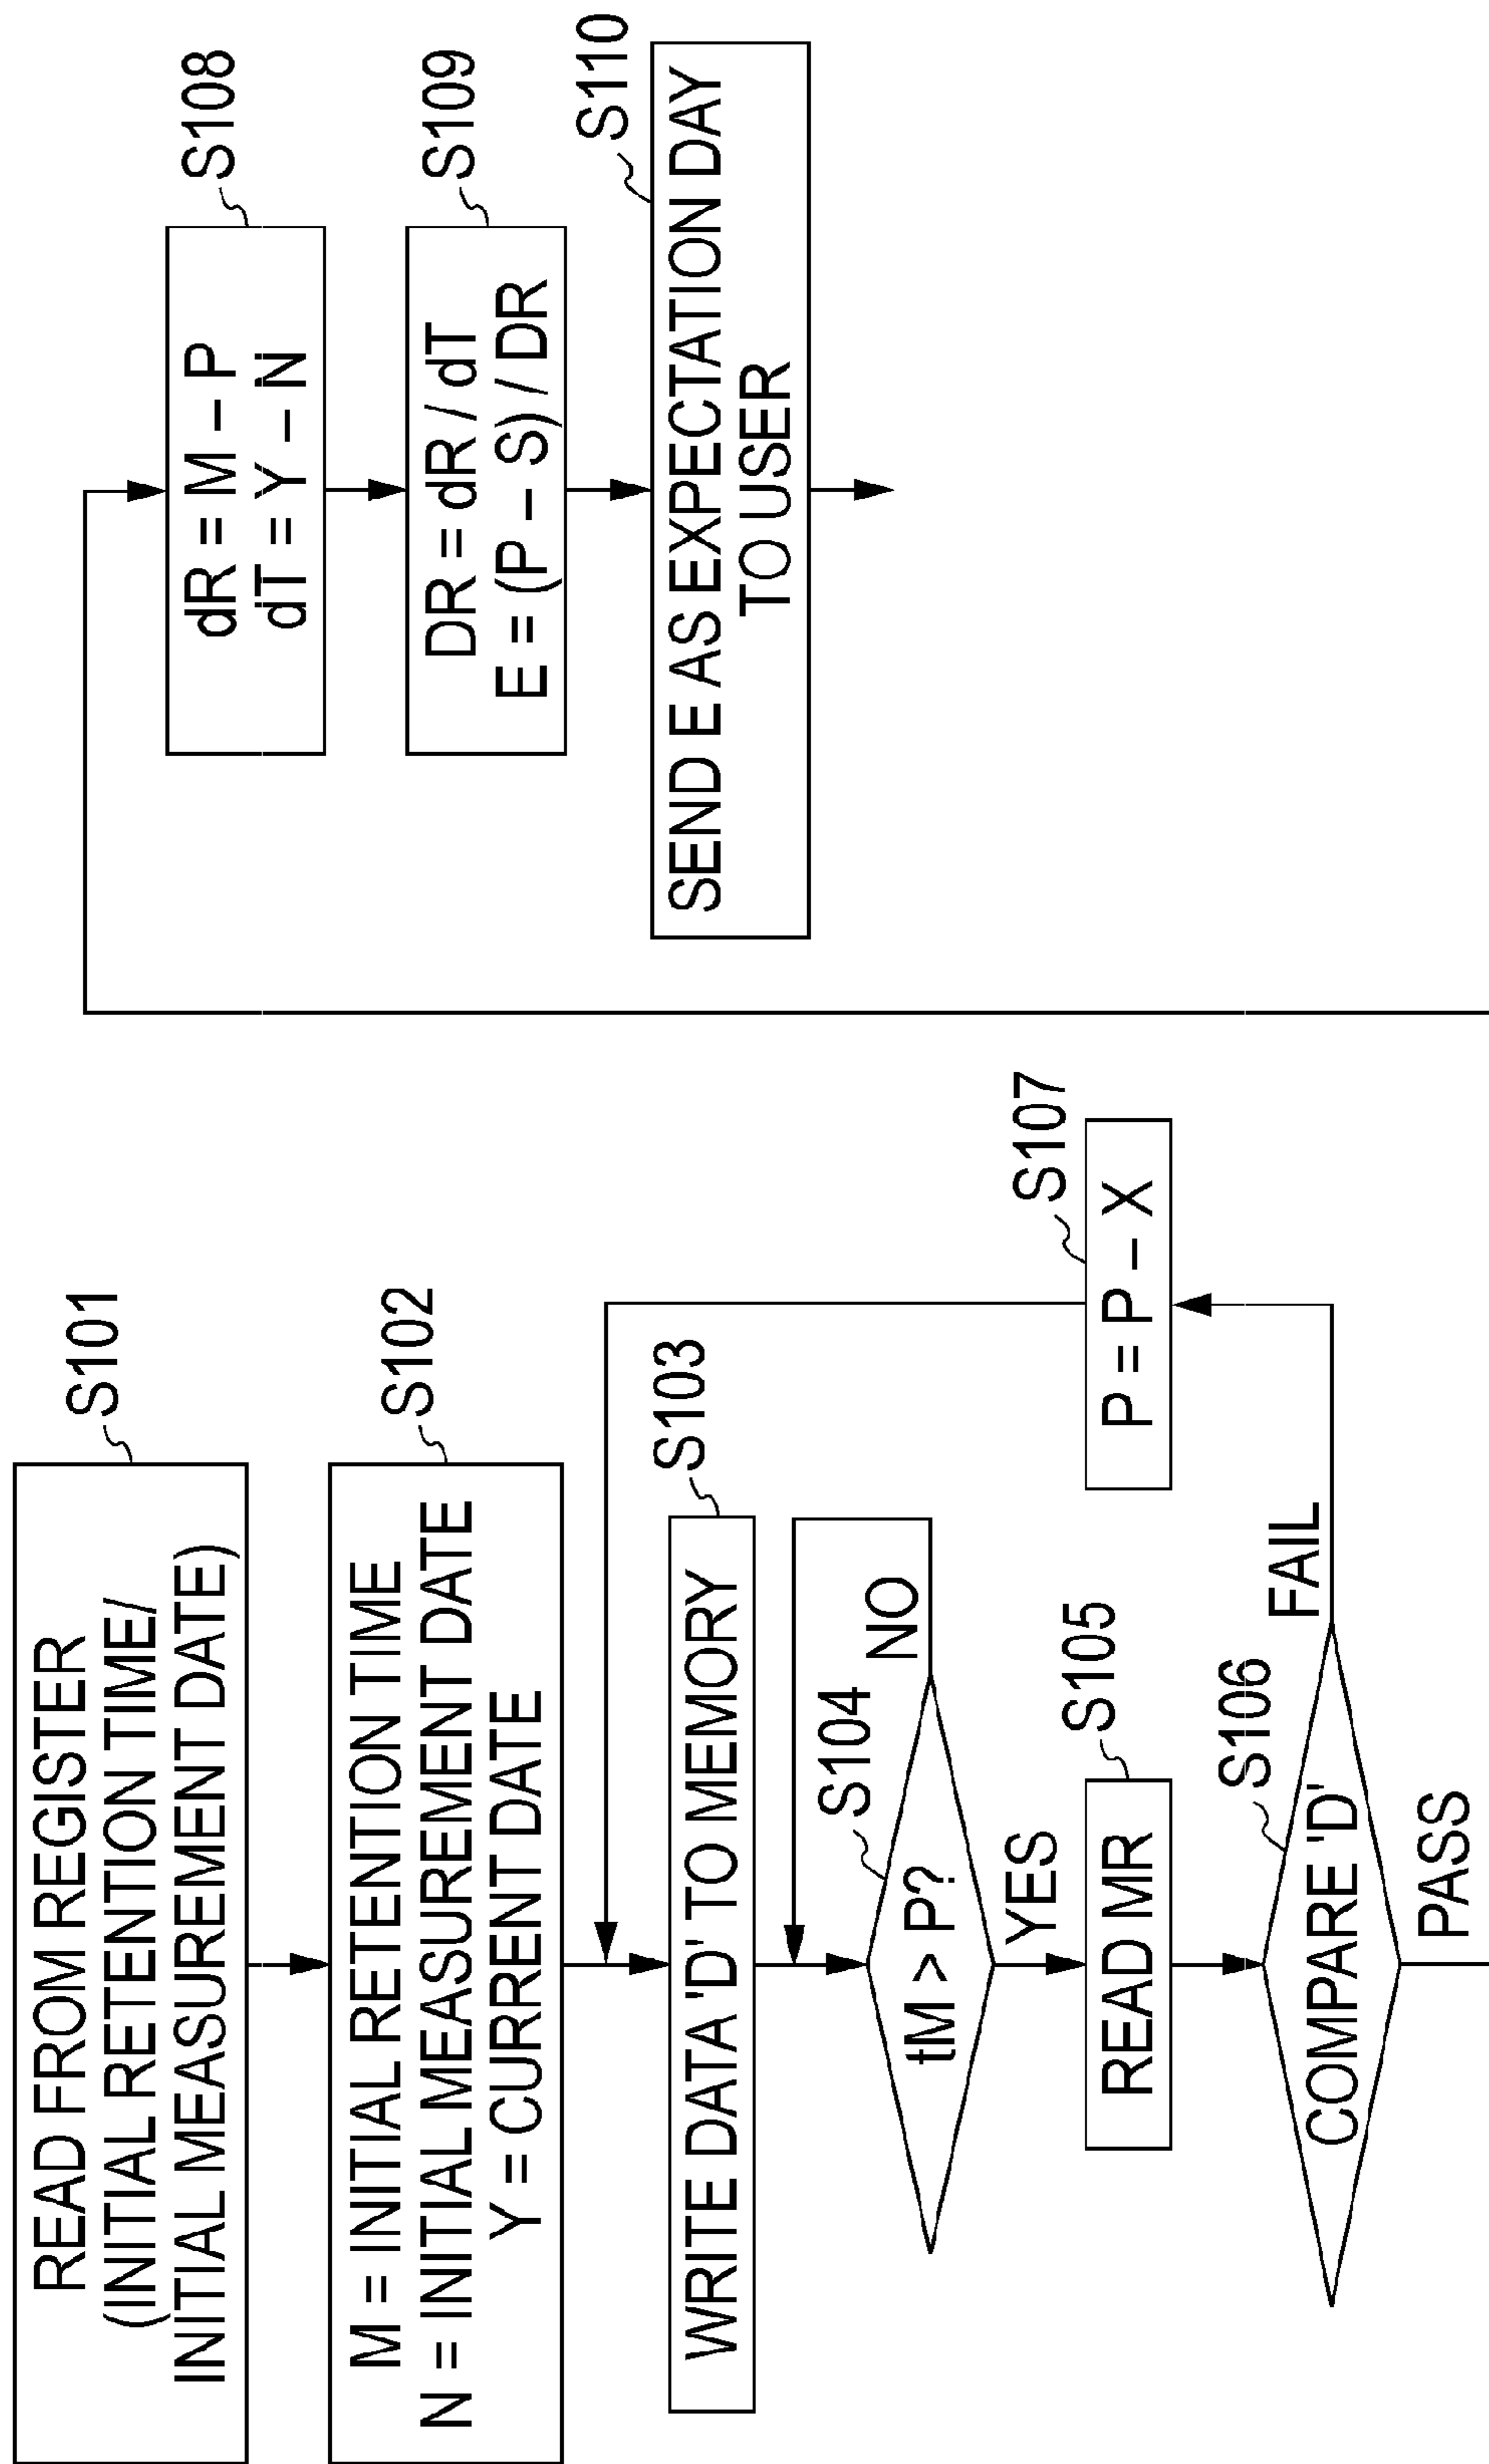 READ FROM REGISTER
(INITIAL RETENTION TIME/
INITIAL MEASUREMENT DATE)
S101
M = INITIAL RETENTION TIME
N = INITIAL MEASUREMENT DATE
Y = CURRENT DATE
S102
WRITE DATA 'D' TO MEMORY
S103
tM > P?
S104
NO
YES
READ MR
S105
COMPARE 'D'
S106
FAIL
PASS
P = P – X
S107
dR = M – P
dT = Y – N
S108
DR = dR / dT
E = (P – S) / DR
S109
SEND E AS EXPECTATION DAY
TO USER
S110